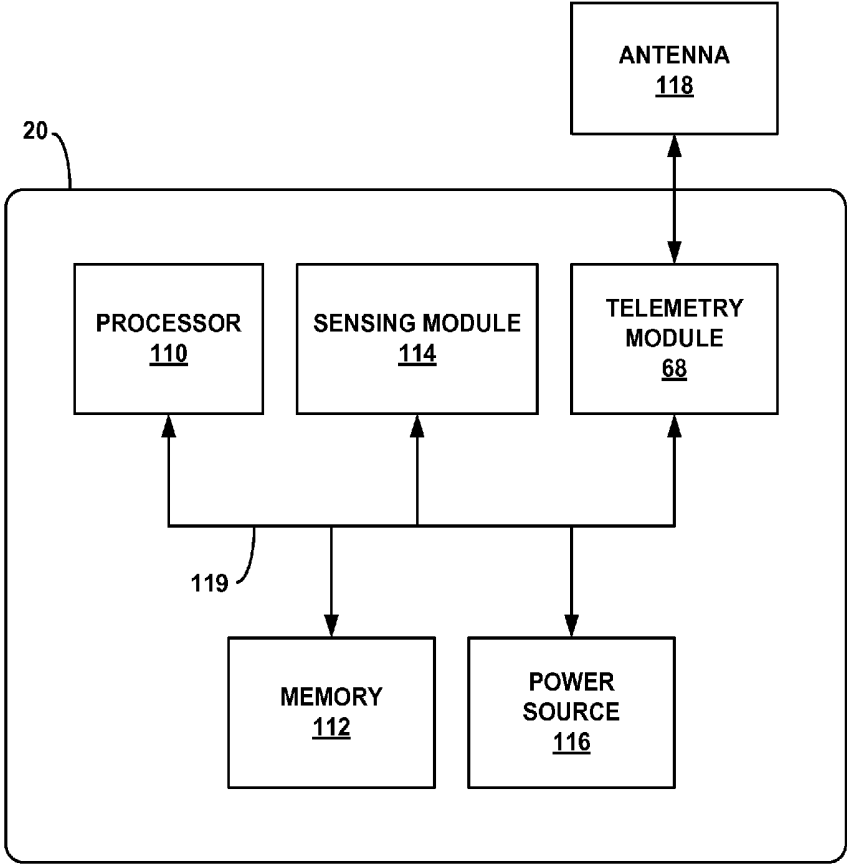 ANTENNA
118
20
PROCESSOR
110
SENSING MODULE
114
TELEMETRY
MODULE
68
119
MEMORY
112
POWER
SOURCE
116